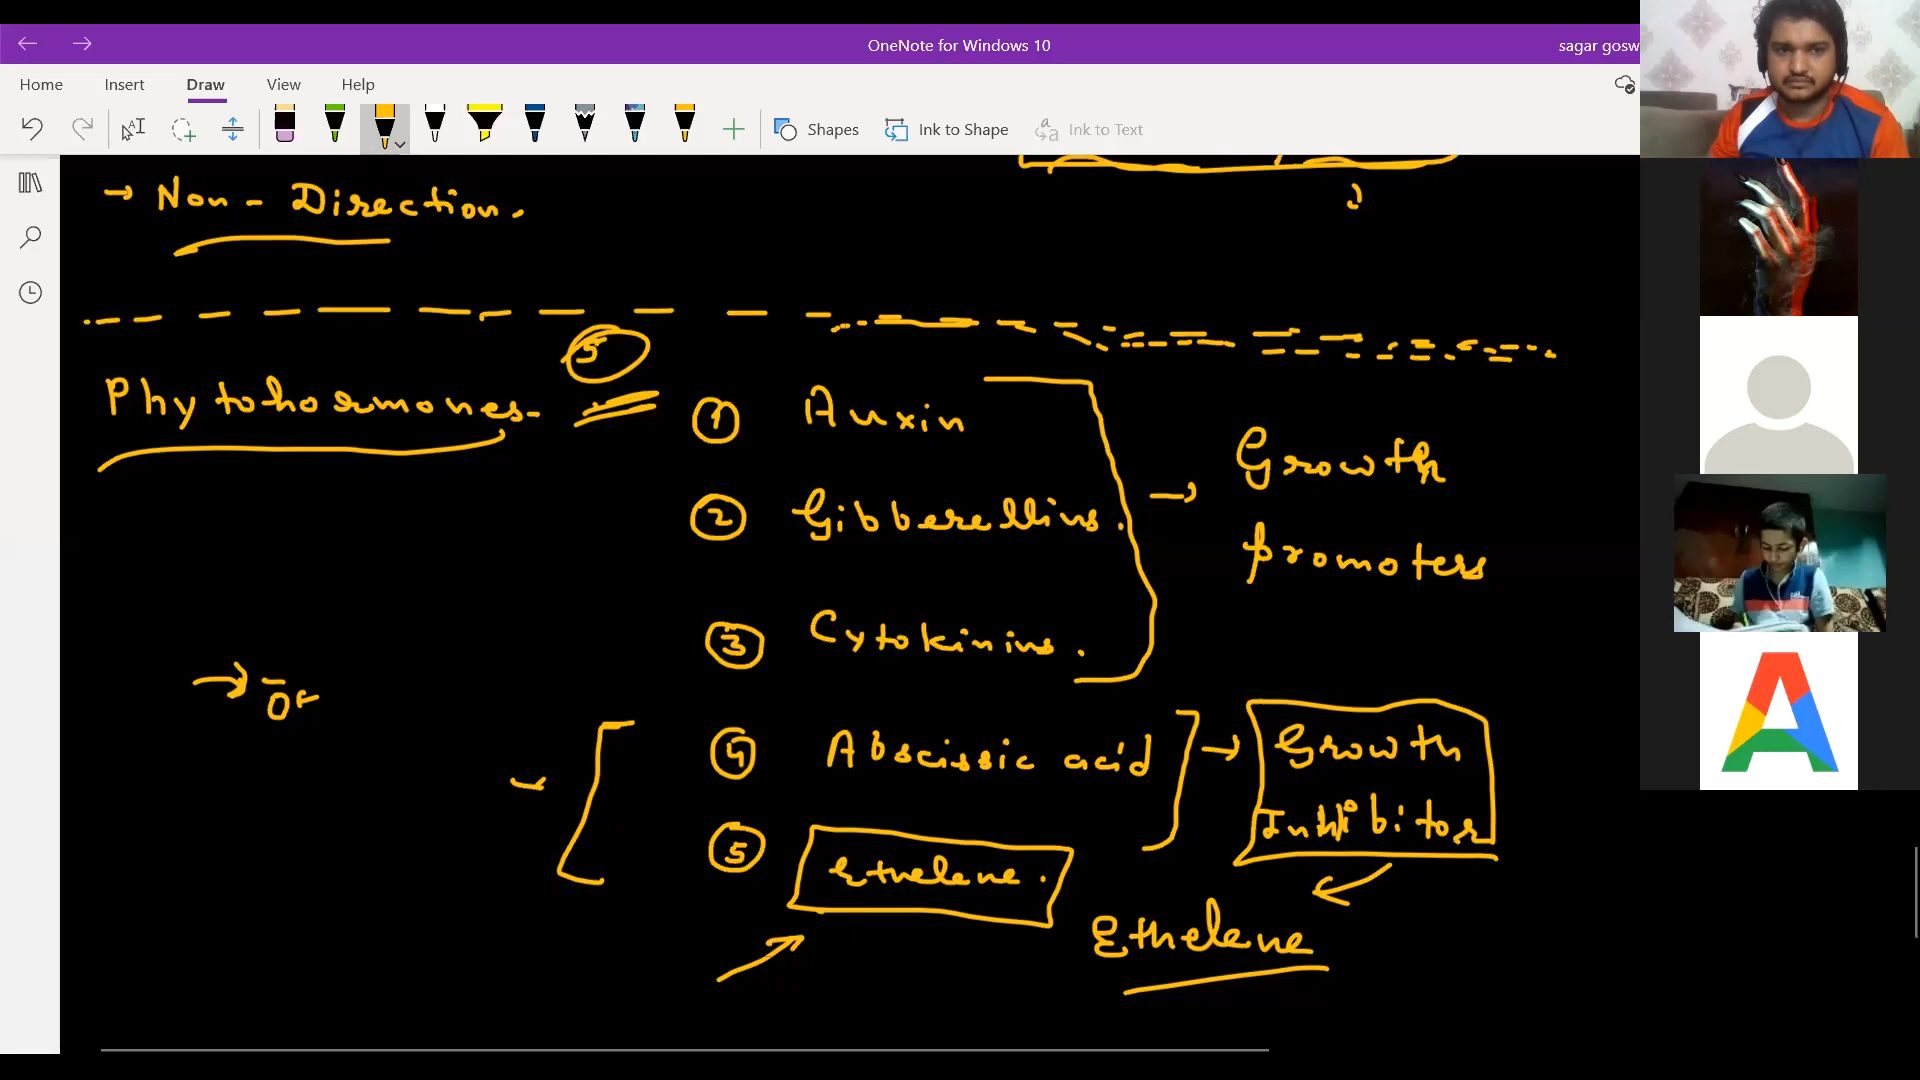 OneNote for Windows 10
sagar gosw
Home Insert Draw View Help
Shapes Ink to Shape Ink to Text
→ Non - Direction.
Phytohormones - 5
① Auxin
② Gibberellins.
③ Cytokinins.
→ Growth
promoters
④ Abscissic acid
⑤ Ethelene.
→ Growth
Inhibitor
Ethelene